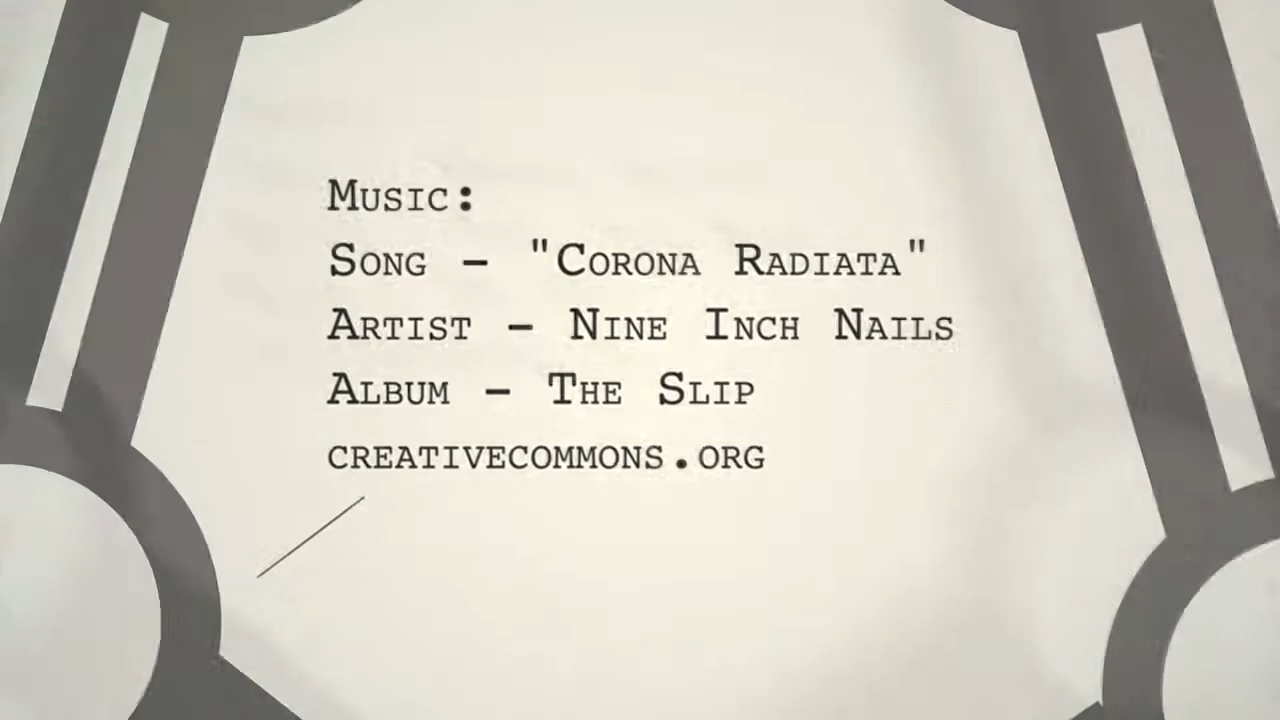 Music:
Song - "Corona Radiata"
Artist - Nine Inch Nails
Album - The Slip
creativecommons.org